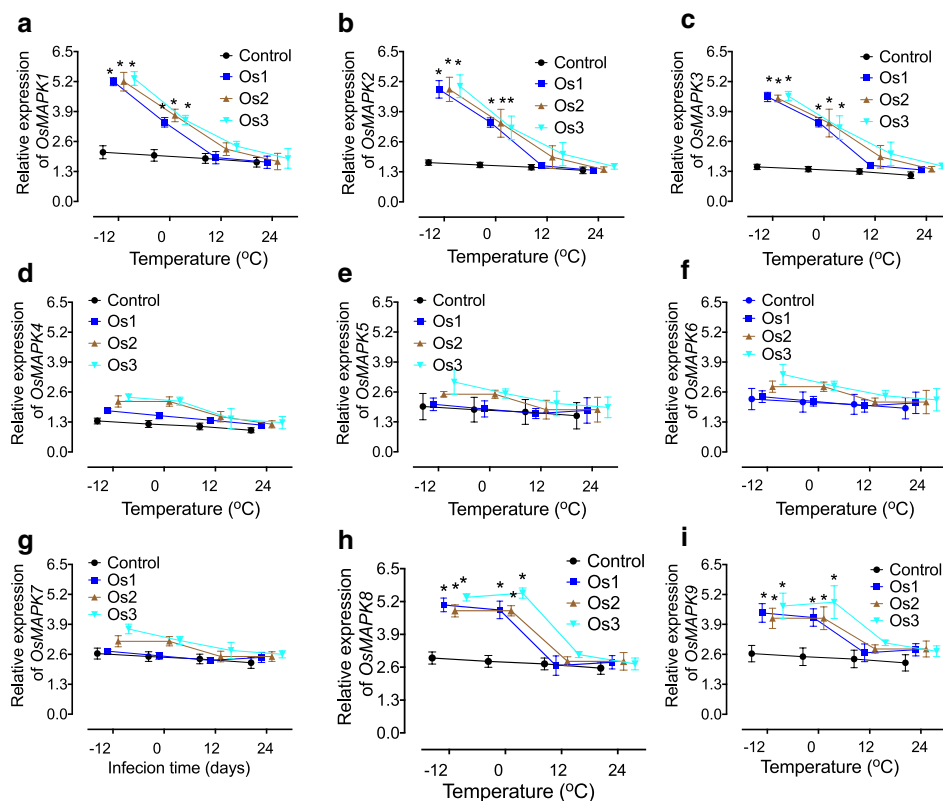 a
Relative expression
of OsMAPK1
6.5
5.2
3.9
2.6
1.3
0.0
* * *
* * *
Control
Os1
Os2
Os3
-12 0 12 24
Temperature (oC)
b
Relative expression
of OsMAPK2
6.5
5.2
3.9
2.6
1.3
0.0
* * *
* * *
Control
Os1
Os2
Os3
-12 0 12 24
Temperature (oC)
c
Relative expression
of OsMAPK3
6.5
5.2
3.9
2.6
1.3
0.0
* * *
* * *
Control
Os1
Os2
Os3
-12 0 12 24
Temperature (oC)
d
Relative expression
of OsMAPK4
6.5
5.2
3.9
2.6
1.3
0.0
Control
Os1
Os2
Os3
-12 0 12 24
Temperature (oC)
e
Relative expression
of OsMAPK5
6.5
5.2
3.9
2.6
1.3
0.0
Control
Os1
Os2
Os3
-12 0 12 24
Temperature (oC)
f
Relative expression
of OsMAPK6
6.5
5.2
3.9
2.6
1.3
0.0
Control
Os1
Os2
Os3
-12 0 12 24
Temperature (oC)
g
Relative expression
of OsMAPK7
6.5
5.2
3.9
2.6
1.3
0.0
Control
Os1
Os2
Os3
-12 0 12 24
Infecion time (days)
h
Relative expression
of OsMAPK8
6.5
5.2
3.9
2.6
1.3
0.0
* * *
* * *
Control
Os1
Os2
Os3
-12 0 12 24
Temperature (oC)
i
Relative expression
of OsMAPK9
6.5
5.2
3.9
2.6
1.3
0.0
* * *
* * *
Control
Os1
Os2
Os3
-12 0 12 24
Temperature (oC)